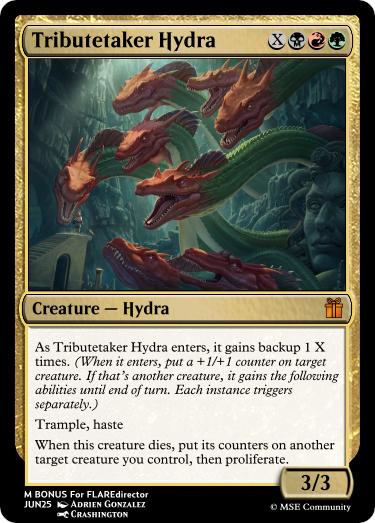 Tributetaker Hydra X B R G
Creature — Hydra
As Tributetaker Hydra enters, it gains backup 1 X
times. (When it enters, put a +1/+1 counter on target
creature. If that's another creature, it gains the following
abilities until end of turn. Each instance triggers
separately.)
Trample, haste
When this creature dies, put its counters on another
target creature you control, then proliferate.
3/3
M BONUS For FLAREdirector
JUN25 Adrien Gonzalez
Crashington
© MSE Community